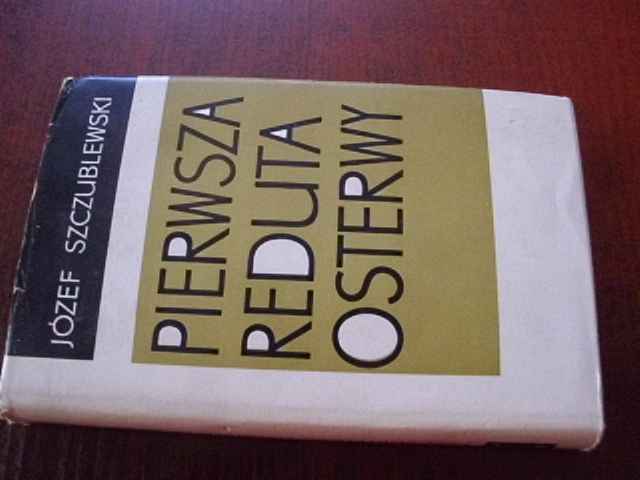 JÓZEF SZCZUBLEWSKI
PIERWSZA
REDUTA
OSTERWY